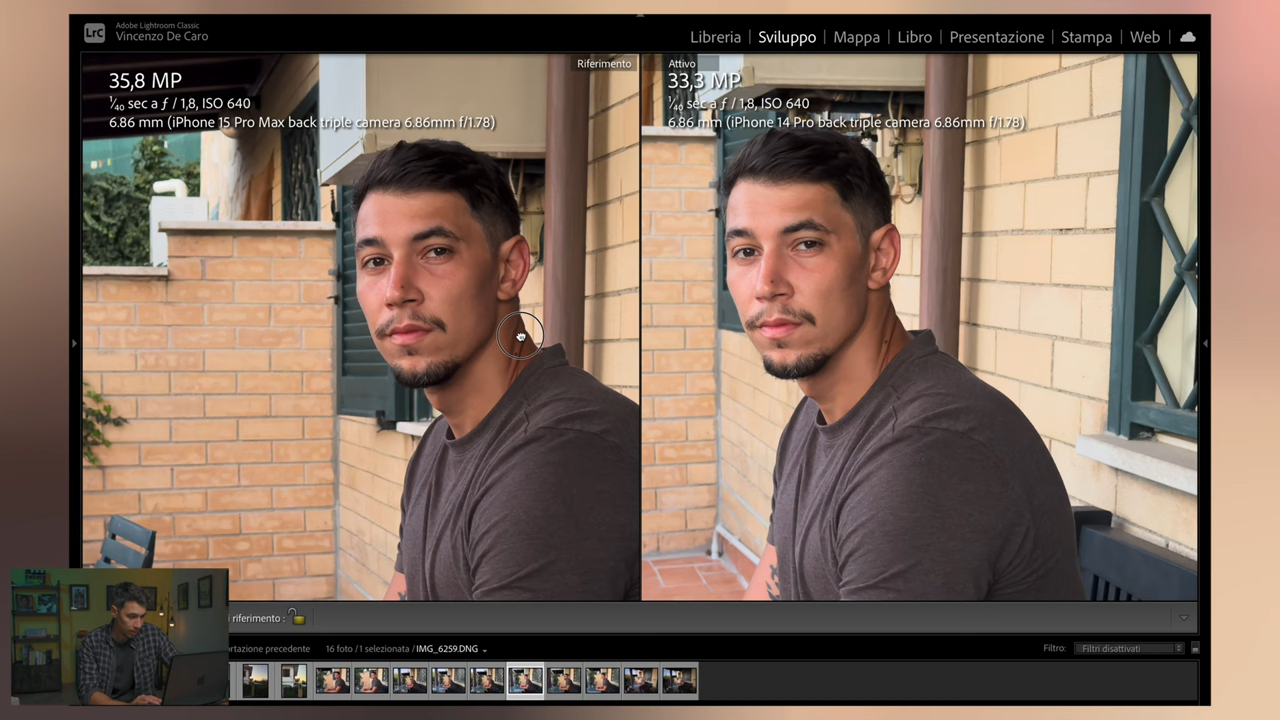 LrC
Adobe Lightroom Classic
Vincenzo De Caro
Libreria | Sviluppo | Mappa | Libro | Presentazione | Stampa | Web
35,8 MP
Riferimento
1/40 sec a ƒ / 1,8, ISO 640
6.86 mm (iPhone 15 Pro Max back triple camera 6.86mm f/1.78)
Attivo
33,3 MP
1/40 sec a ƒ / 1,8, ISO 640
6.86 mm (iPhone 14 Pro back triple camera 6.86mm f/1.78)
i riferimento :
ortazione precedente
16 foto / 1 selezionata / IMG_6259.DNG
Filtro: Filtri disattivati